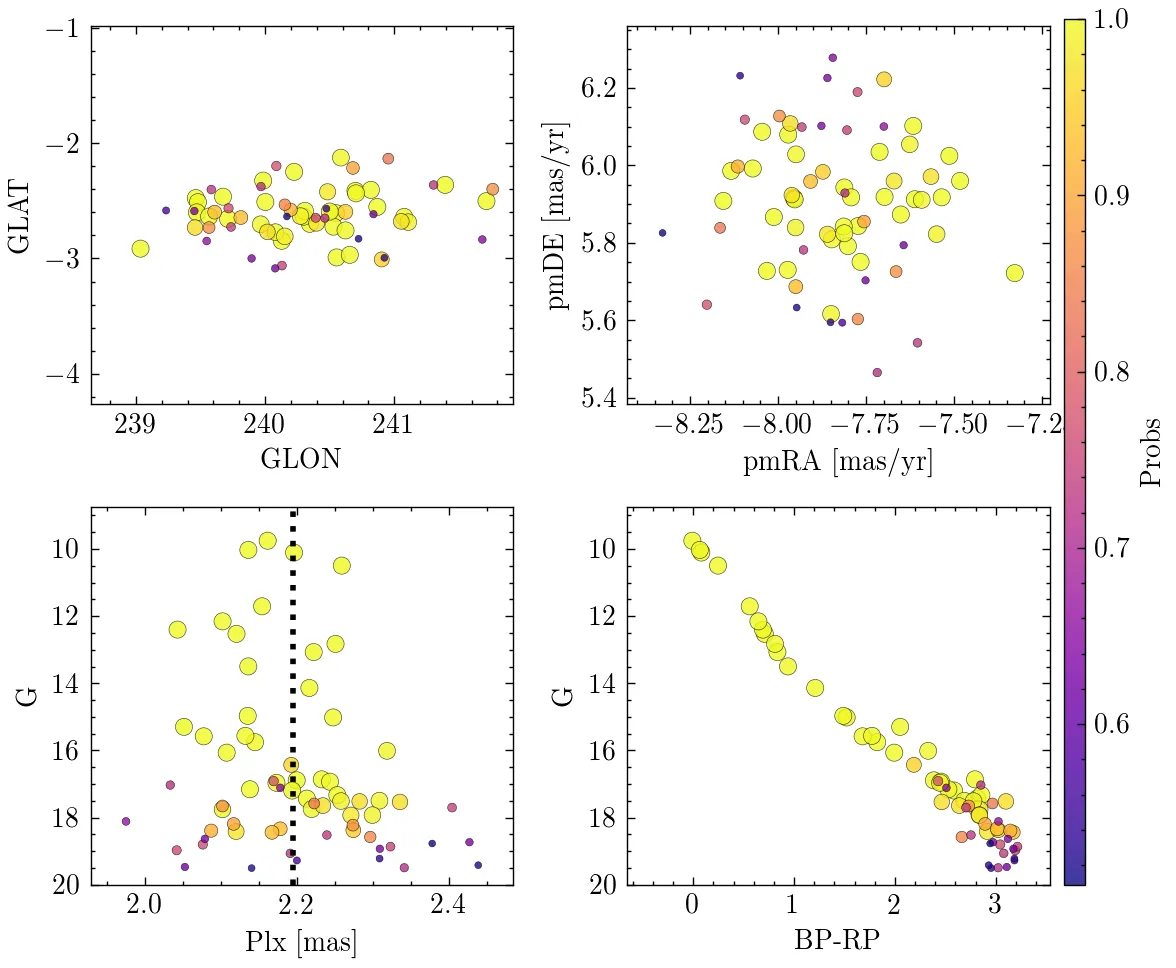 −1
−2
−3
−4
GLAT
239 240 241
GLON
6.2
6.0
5.8
5.6
5.4
pmDE [mas/yr]
−8.25 −8.00 −7.75 −7.50 −7.2
pmRA [mas/yr]
10
12
14
16
18
20
G
2.0 2.2 2.4
Plx [mas]
10
12
14
16
18
20
G
0 1 2 3
BP-RP
1.0
0.9
0.8
0.7
0.6
Probs